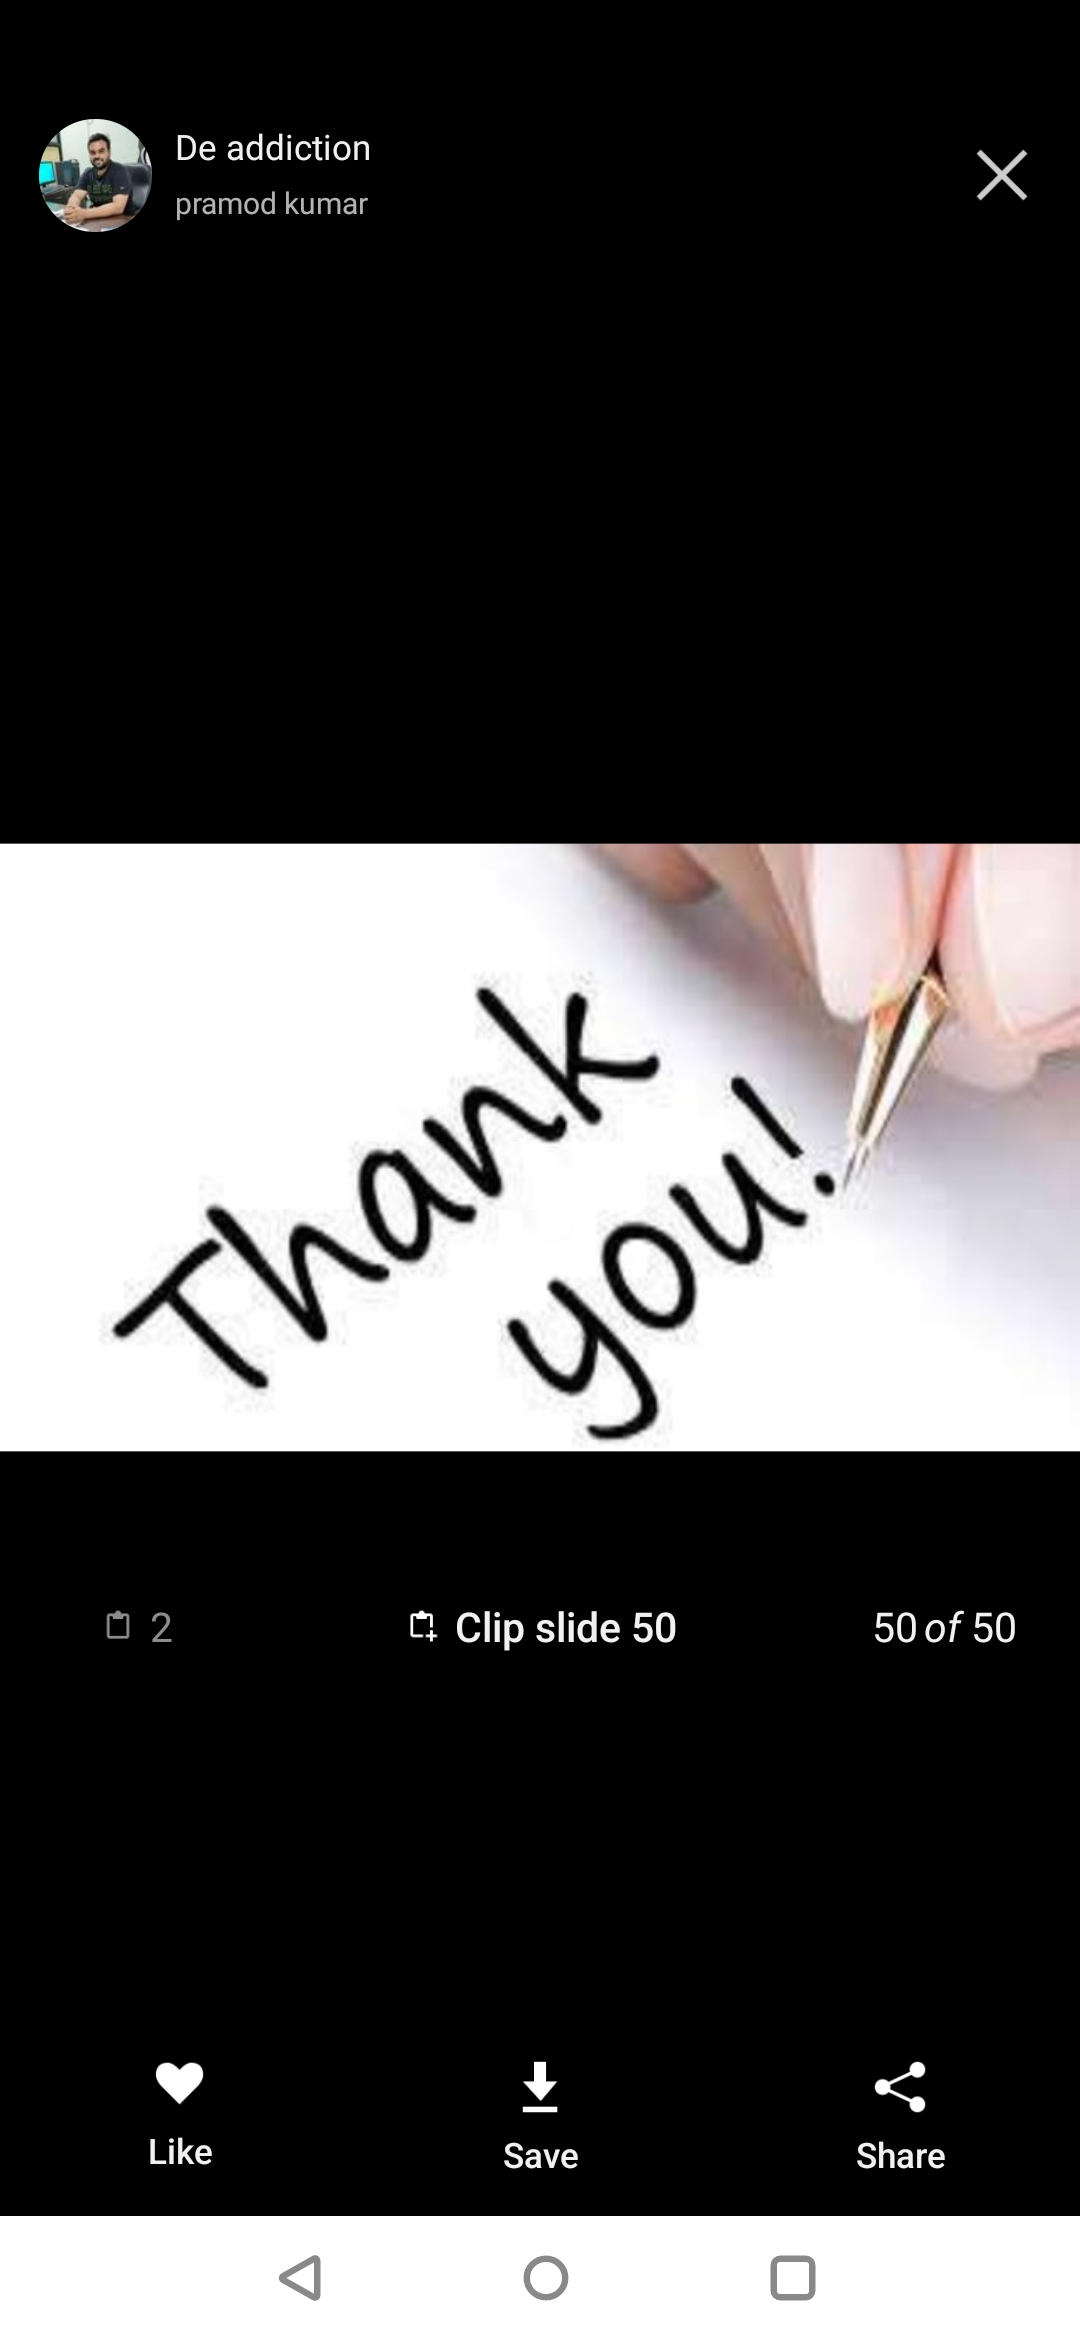 De addiction
pramod kumar
Thank
you!
2
Clip slide 50
50 of 50
Like
Save
Share